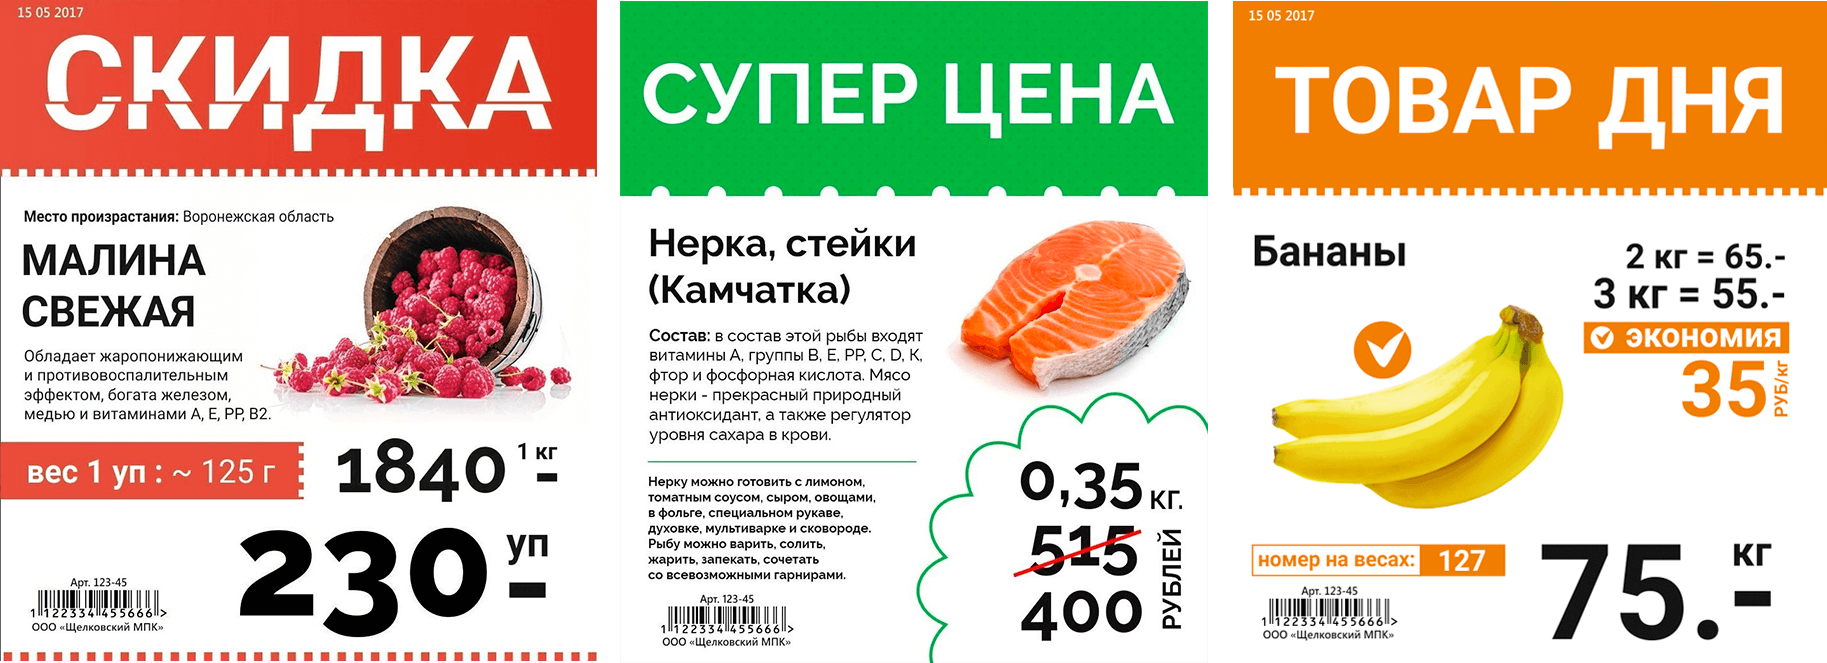 15 05 2017
СКИДКА
Место произрастания: Воронежская область
МАЛИНА
СВЕЖАЯ
Обладает жаропонижающим
и противовоспалительным
эффектом, богата железом,
медью и витаминами А, Е, РР, В2.
вес 1 уп : ~ 125 г
1840.- 1 кг
230.- уп
Арт. 123-45
1122334455666>
ООО «Щелковский МПК»
СУПЕР ЦЕНА
Нерка, стейки
(Камчатка)
Состав: в состав этой рыбы входят
витамины А, группы В, Е, РР, С, D, К,
фтор и фосфорная кислота. Мясо
нерки - прекрасный природный
антиоксидант, а также регулятор
уровня сахара в крови.
Нерку можно готовить с лимоном,
томатным соусом, сыром, овощами,
в фольге, специальном рукаве,
духовке, мультиварке и сковороде.
Рыбу можно варить, солить,
жарить, запекать, сочетать
со всевозможными гарнирами.
0,35 КГ.
515
400
РУБЛЕЙ
Арт. 123-45
1122334455666>
ООО «Щелковский МПК»
15 05 2017
ТОВАР ДНЯ
Бананы
2 кг = 65.-
3 кг = 55.-
ЭКОНОМИЯ
35 РУБ/КГ
номер на весах: 127
75.- кг
Арт. 123-45
1122334455666>
ООО «Щелковский МПК»